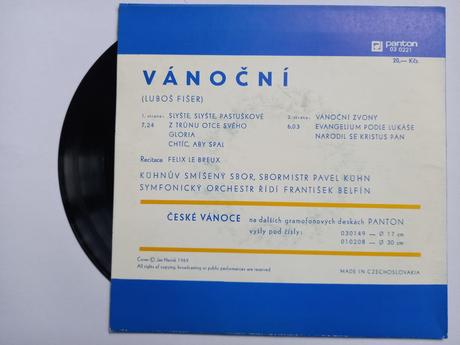 panton
03 0221
20,— Kčs
VÁNOČNÍ
(LUBOŠ FIŠER)
1. strana: SLYŠTE, SLYŠTE, PASTUŠKOVÉ
7,24 Z TRŮNU OTCE SVÉHO
GLORIA
CHTÍC, ABY SPAL
2. strana: VÁNOČNÍ ZVONY
6,03 EVANGELIUM PODLE LUKÁŠE
NARODIL SE KRISTUS PÁN
Recitace FELIX LE BREUX
KÜHNŮV SMÍŠENÝ SBOR, SBORMISTR PAVEL KÜHN
SYMFONICKÝ ORCHESTR ŘÍDÍ FRANTIŠEK BELFÍN
ČESKÉ VÁNOCE na dalších gramofonových deskách PANTON
vyšly pod čísly:
030149 — Ø 17 cm
010208 — Ø 30 cm
All rights of copying, broadcasting or public performances are reserved
MADE IN CZECHOSLOVAKIA